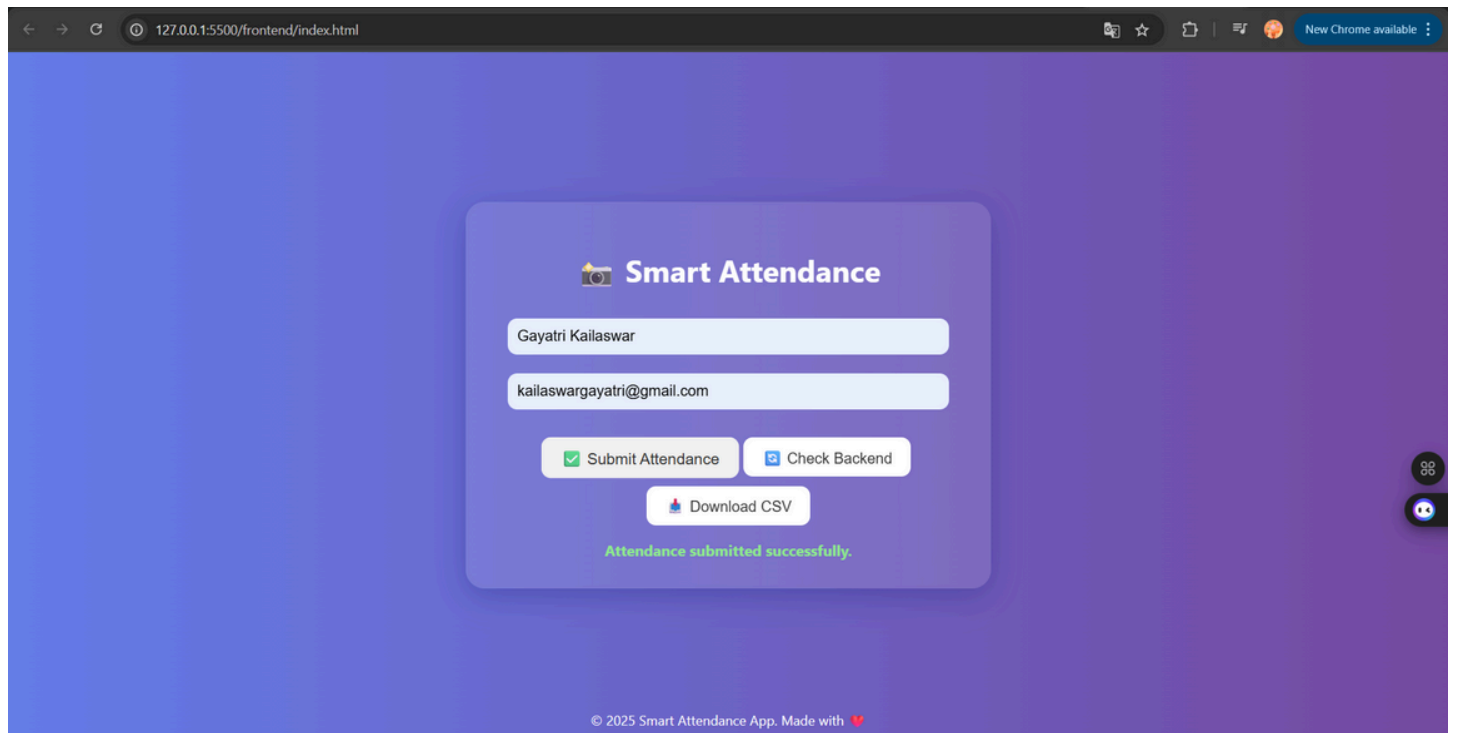 127.0.0.1:5500/frontend/index.html
New Chrome available
Smart Attendance
Gayatri Kailaswar
kailaswargayatri@gmail.com
Submit Attendance
Check Backend
Download CSV
Attendance submitted successfully.
© 2025 Smart Attendance App. Made with ❤️